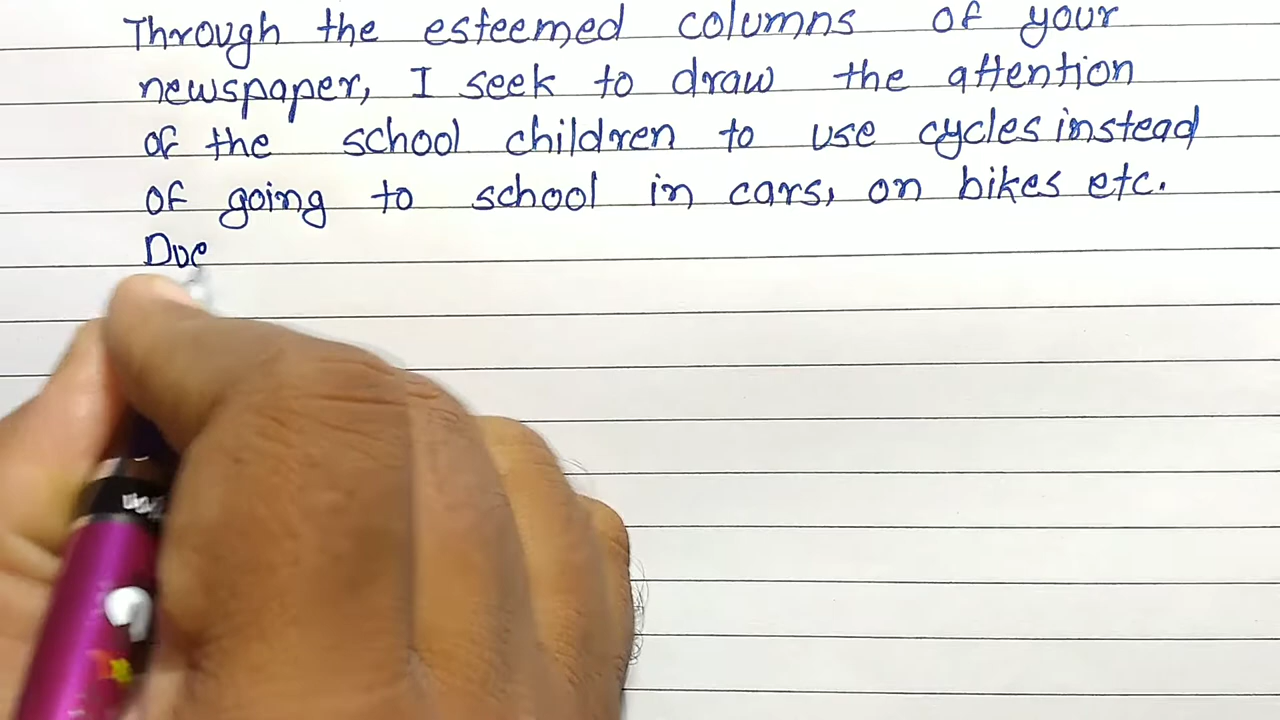 Through the esteemed columns of your
newspaper, I seek to draw the attention
of the school children to use cycles instead
of going to school in cars, on bikes etc.
Due